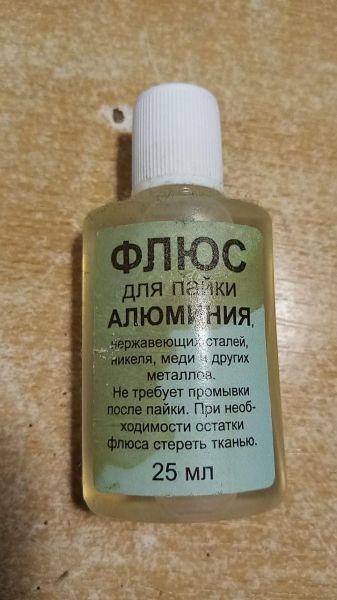 ФЛЮС
для пайки
АЛЮМИНИЯ,
нержавеющих сталей,
никеля, меди и других
металлов.
Не требует промывки
после пайки. При необ-
ходимости остатки
флюса стереть тканью.
25 мл